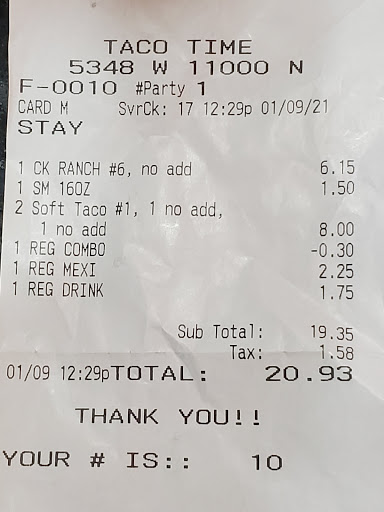 TACO TIME
5348 W 11000 N
F-0010 #Party 1
CARD M SvrCk: 17 12:29p 01/09/21
STAY
1 CK RANCH #6, no add 6.15
1 SM 16OZ 1.50
2 Soft Taco #1, 1 no add,
1 no add 8.00
1 REG COMBO -0.30
1 REG MEXI 2.25
1 REG DRINK 1.75
Sub Total: 19.35
Tax: 1.58
01/09 12:29pTOTAL: 20.93
THANK YOU!!
YOUR # IS:: 10